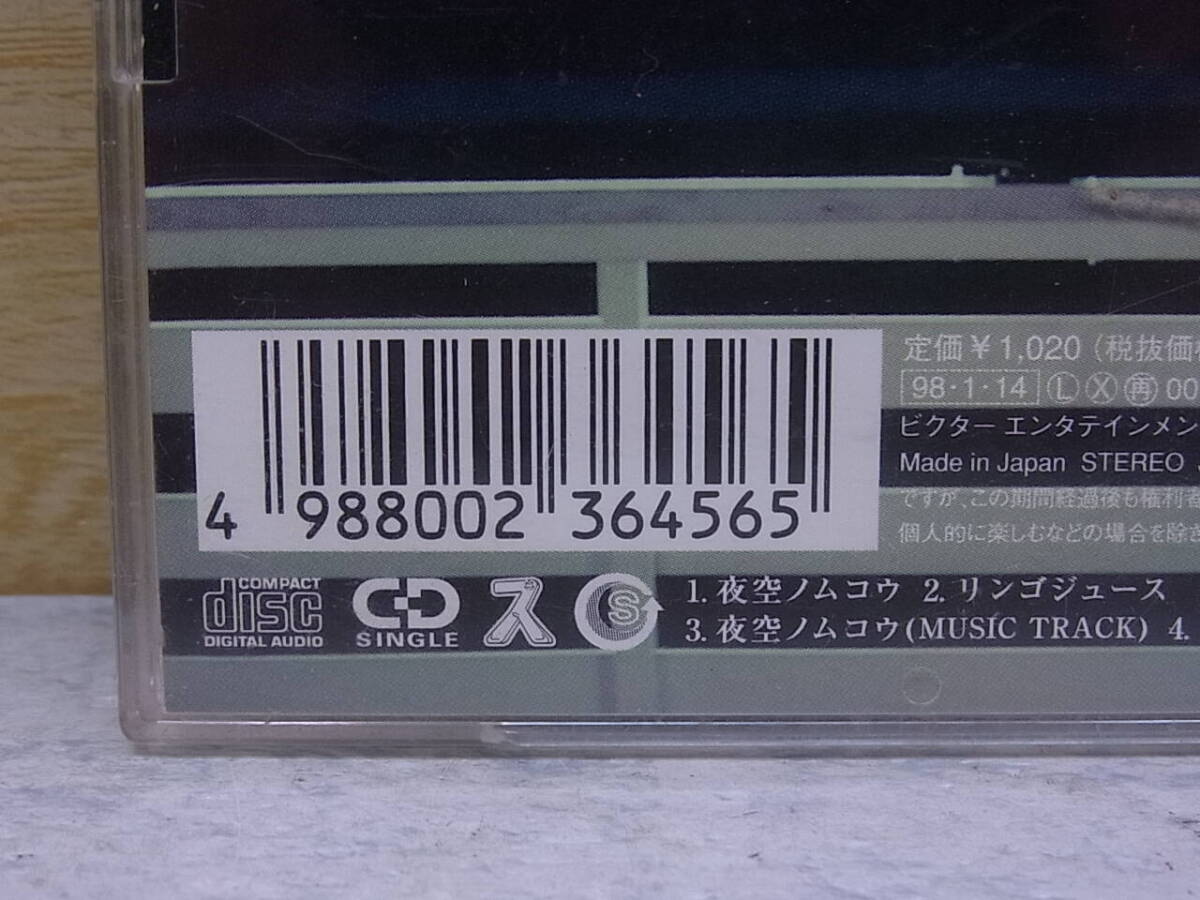 定価¥1,020(税抜価
98・1・14 Ⓛ Ⓧ 再 00
ビクターエンタテインメン
Made in Japan STEREO
ですが、この期間経過後も権利者
個人的に楽しむなどの場合を除き
4 988002 364565
COMPACT
disc
DIGITAL AUDIO
CD
SINGLE
ス
S
1. 夜空ノムコウ 2. リンゴジュース
3. 夜空ノムコウ(MUSIC TRACK) 4.